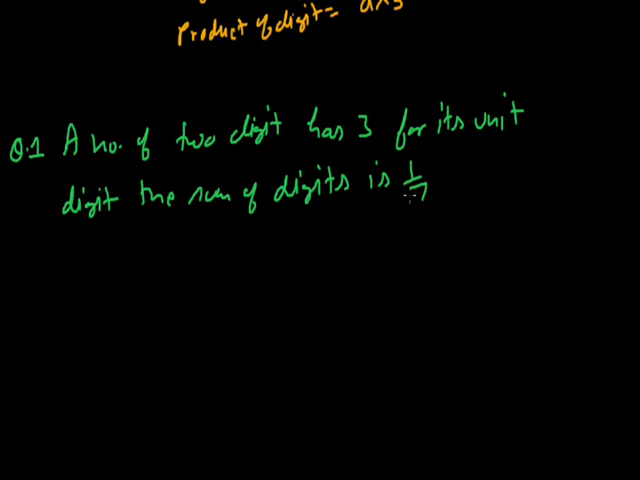 Product of digit =
Q.1 A no. of two digit has 3 for its unit
digit the sum of digits is 1/7